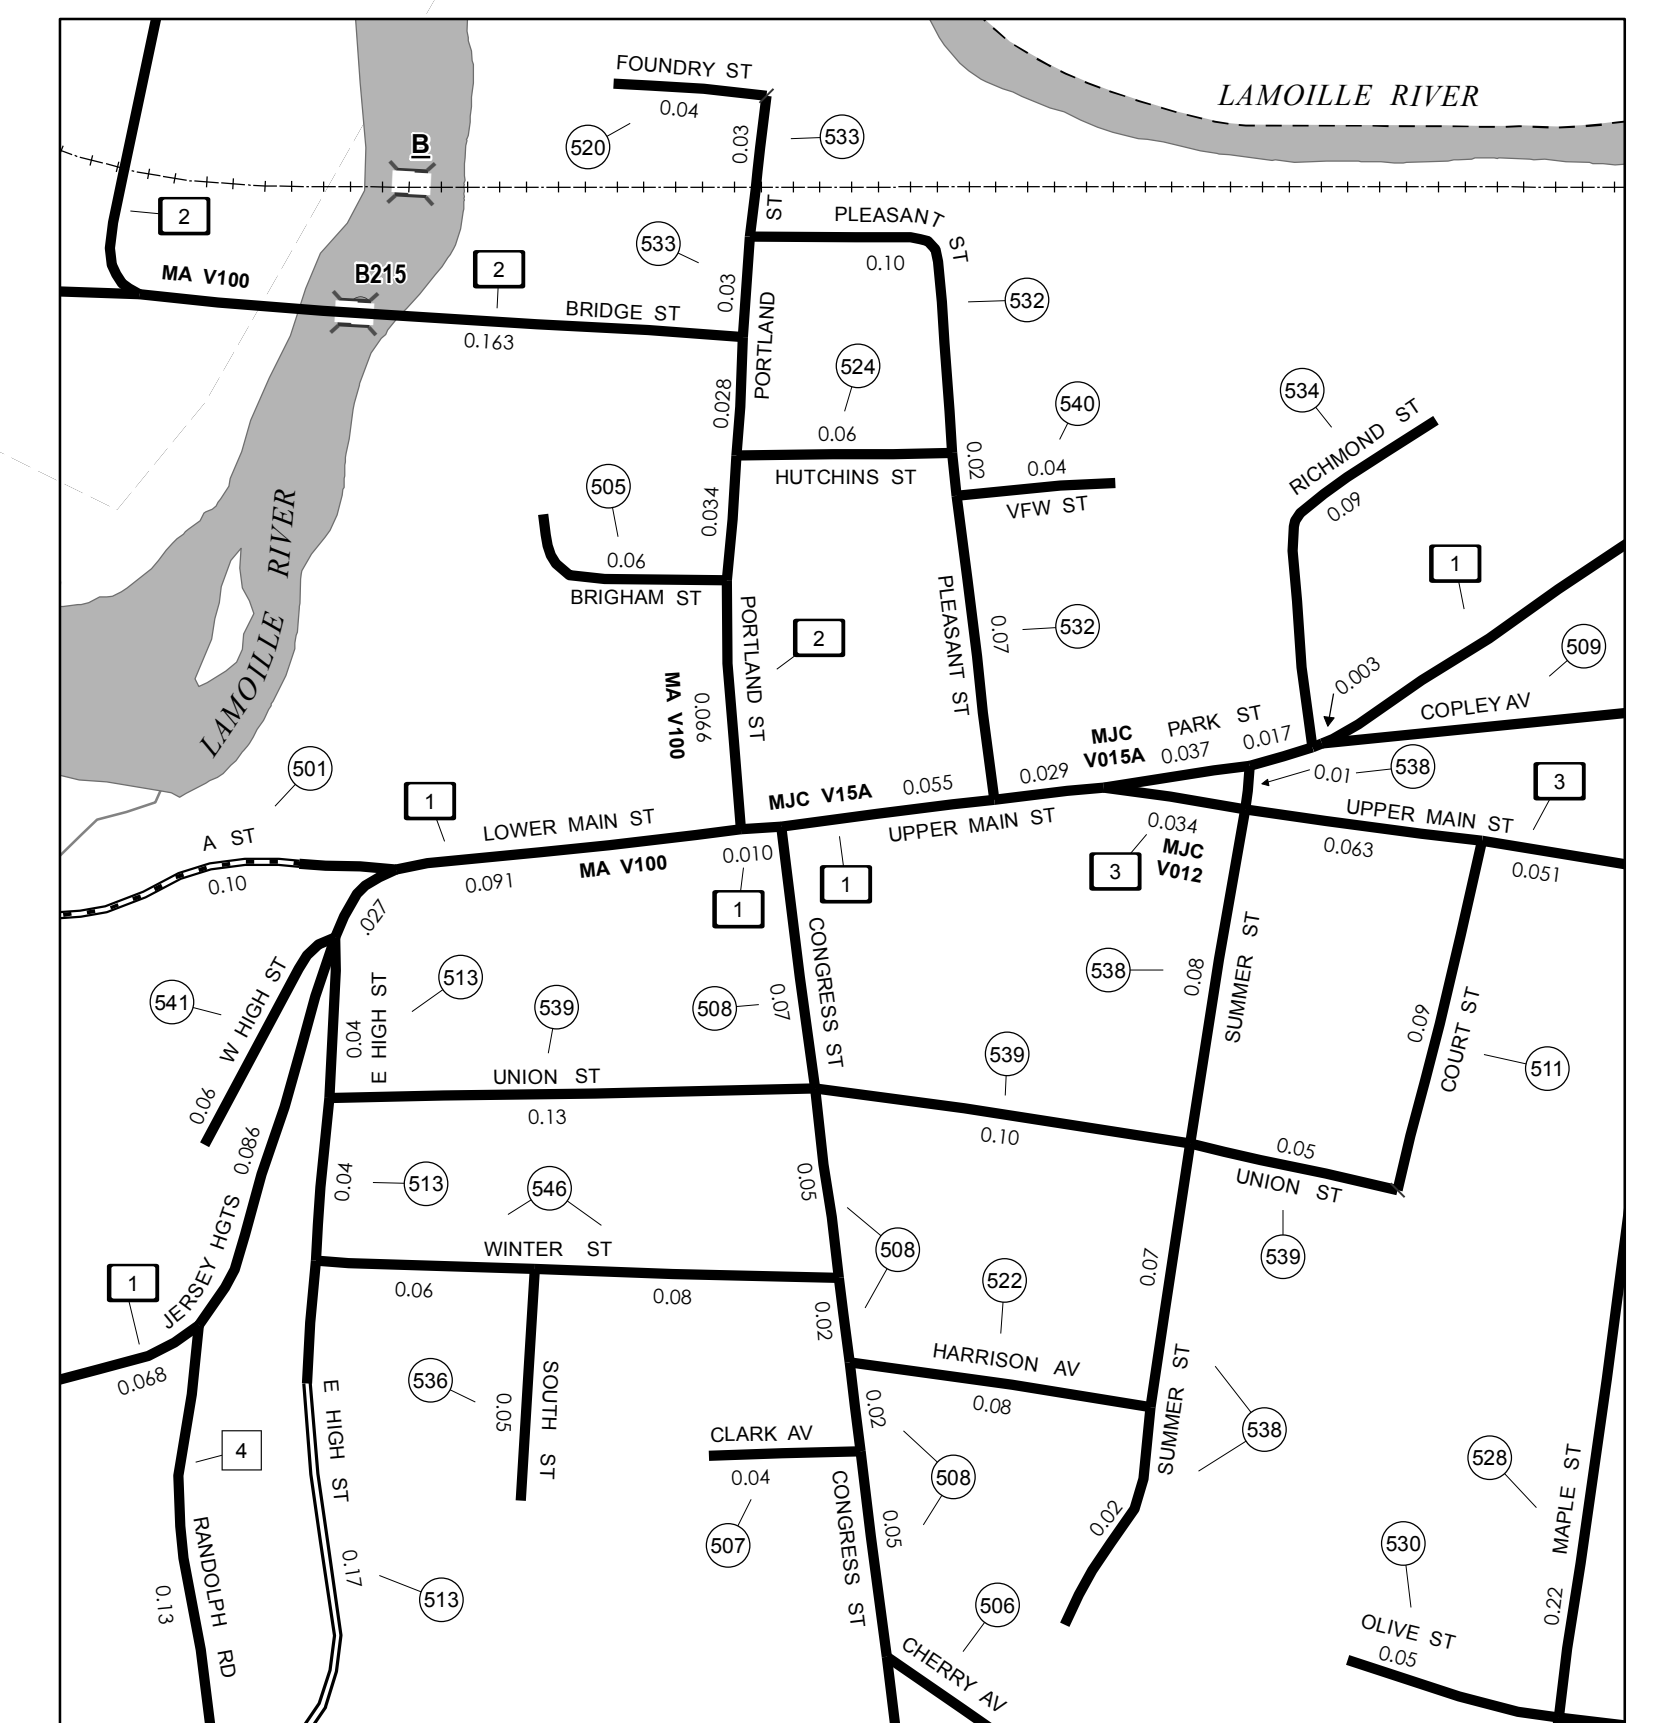 FOUNDRY ST
0.04
520
0.03
533
LAMOILLE RIVER
B
2
ST
PLEASANT ST
0.10
533
0.03
532
MA V100
B215
2
BRIDGE ST
0.163
PORTLAND
0.028
524
0.06
HUTCHINS ST
540
0.02
0.04
VFW ST
534
RICHMOND ST
0.09
505
0.034
0.06
BRIGHAM ST
LAMOILLE RIVER
LAMOILLE RIVER
PORTLAND ST
2
MA V100
0.066
PLEASANT ST
0.07
532
1
509
0.003
COPLEY AV
MJC
V015A
PARK ST
0.037
0.017
0.01
538
3
501
1
A ST
0.10
LOWER MAIN ST
0.091
MA V100
0.010
1
MJC V15A
0.055
1
UPPER MAIN ST
0.029
0.034
3
MJC
V012
UPPER MAIN ST
0.063
0.051
.027
541
W HIGH ST
0.06
513
E HIGH ST
0.04
539
UNION ST
0.13
508
0.07
CONGRESS ST
539
0.10
538
0.08
SUMMER ST
0.09
COURT ST
511
0.05
UNION ST
539
0.086
JERSEY HGTS
1
0.068
0.04
513
546
WINTER ST
0.06
0.08
0.05
508
0.02
522
HARRISON AV
0.08
0.07
SUMMER ST
538
0.02
4
RANDOLPH RD
0.13
E HIGH ST
0.17
513
536
0.05
SOUTH ST
CLARK AV
0.04
507
0.02
508
CONGRESS ST
0.05
506
CHERRY AV
528
MAPLE ST
0.22
530
OLIVE ST
0.05